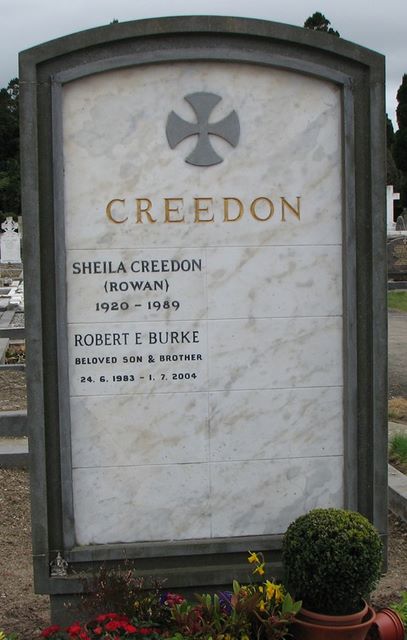 CREEDON
SHEILA CREEDON
(ROWAN)
1920 – 1989
ROBERT E BURKE
BELOVED SON & BROTHER
24. 6. 1983 – 1. 7. 2004